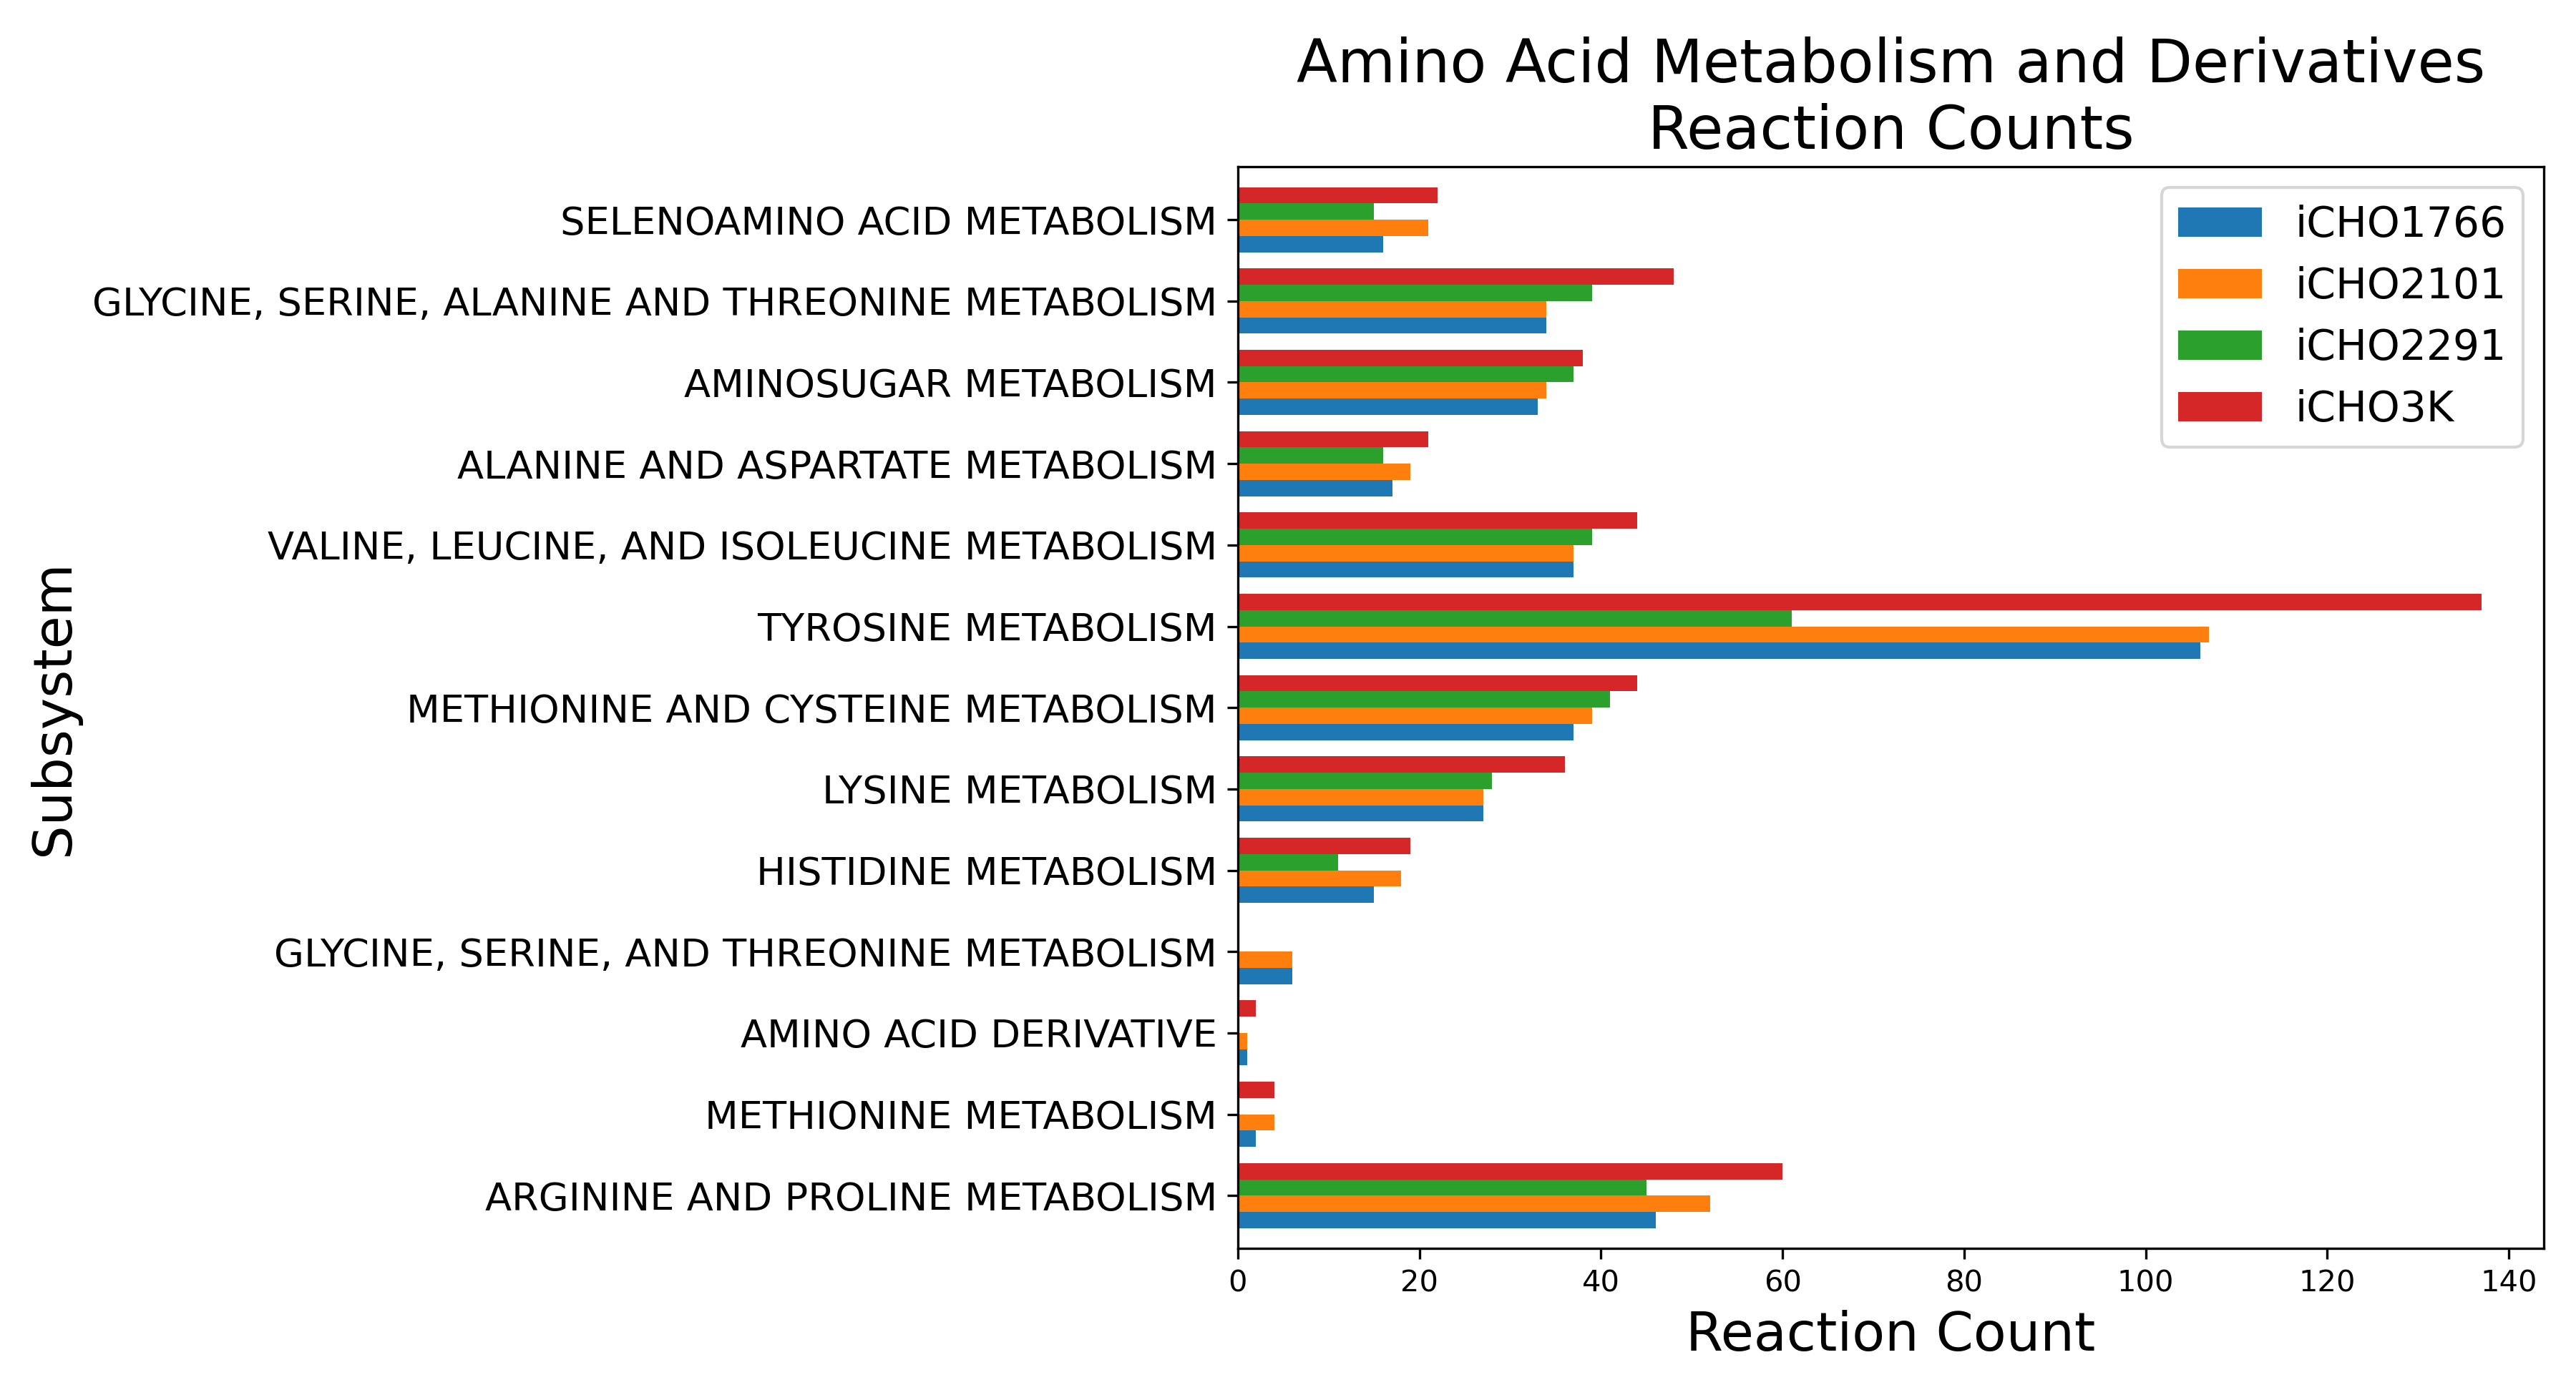 Amino Acid Metabolism and Derivatives
Reaction Counts
iCHO1766
iCHO2101
iCHO2291
iCHO3K
Subsystem
SELENOAMINO ACID METABOLISM
GLYCINE, SERINE, ALANINE AND THREONINE METABOLISM
AMINOSUGAR METABOLISM
ALANINE AND ASPARTATE METABOLISM
VALINE, LEUCINE, AND ISOLEUCINE METABOLISM
TYROSINE METABOLISM
METHIONINE AND CYSTEINE METABOLISM
LYSINE METABOLISM
HISTIDINE METABOLISM
GLYCINE, SERINE, AND THREONINE METABOLISM
AMINO ACID DERIVATIVE
METHIONINE METABOLISM
ARGININE AND PROLINE METABOLISM
0 20 40 60 80 100 120 140
Reaction Count